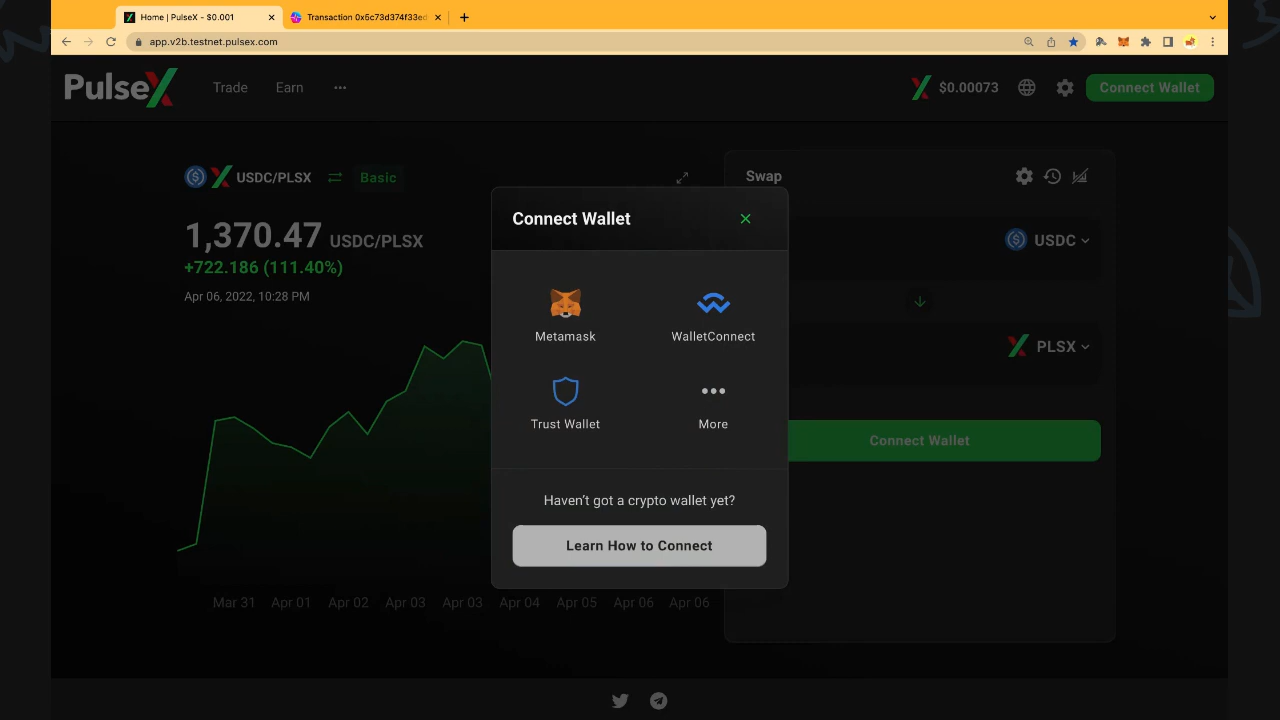 Home | PulseX - $0.001
Transaction 0x5c73d374f33ed
app.v2b.testnet.pulsex.com
PulseX
Trade
Earn
$0.00073
Connect Wallet
USDC/PLSX
Basic
1,370.47 USDC/PLSX
+722.186 (111.40%)
Apr 06, 2022, 10:28 PM
Mar 31 Apr 01 Apr 02 Apr 03 Apr 03 Apr 04 Apr 05 Apr 06 Apr 06
Swap
USDC
PLSX
Connect Wallet
Connect Wallet
Metamask
WalletConnect
Trust Wallet
More
Haven't got a crypto wallet yet?
Learn How to Connect